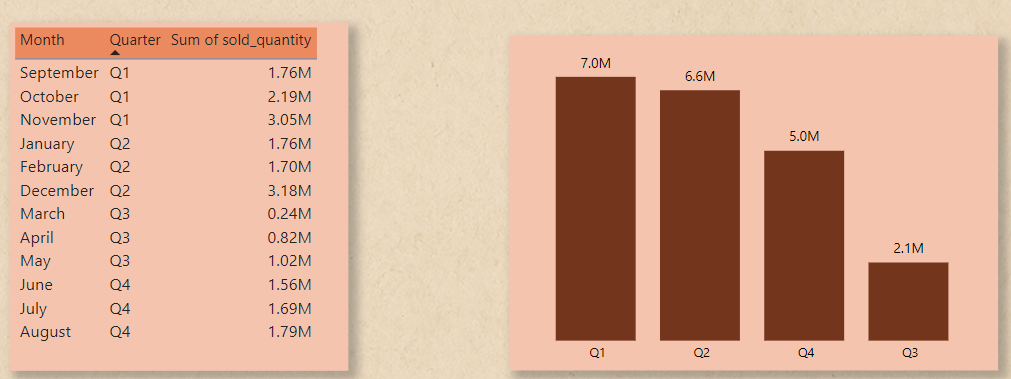 Month Quarter Sum of sold_quantity
September Q1 1.76M
October Q1 2.19M
November Q1 3.05M
January Q2 1.76M
February Q2 1.70M
December Q2 3.18M
March Q3 0.24M
April Q3 0.82M
May Q3 1.02M
June Q4 1.56M
July Q4 1.69M
August Q4 1.79M
7.0M
6.6M
5.0M
2.1M
Q1 Q2 Q4 Q3